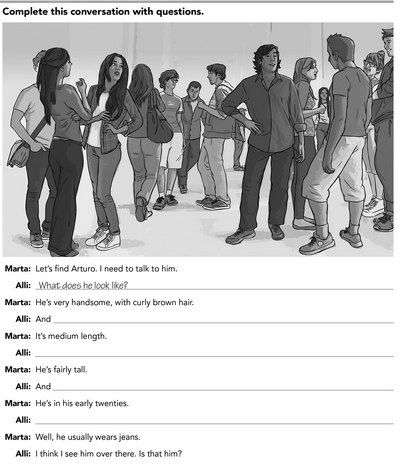 Complete this conversation with questions.
Marta: Let's find Arturo. I need to talk to him.
Alli: What does he look like?
Marta: He's very handsome, with curly brown hair.
Alli: And
Marta: It's medium length.
Alli:
Marta: He's fairly tall.
Alli: And
Marta: He's in his early twenties.
Alli:
Marta: Well, he usually wears jeans.
Alli: I think I see him over there. Is that him?